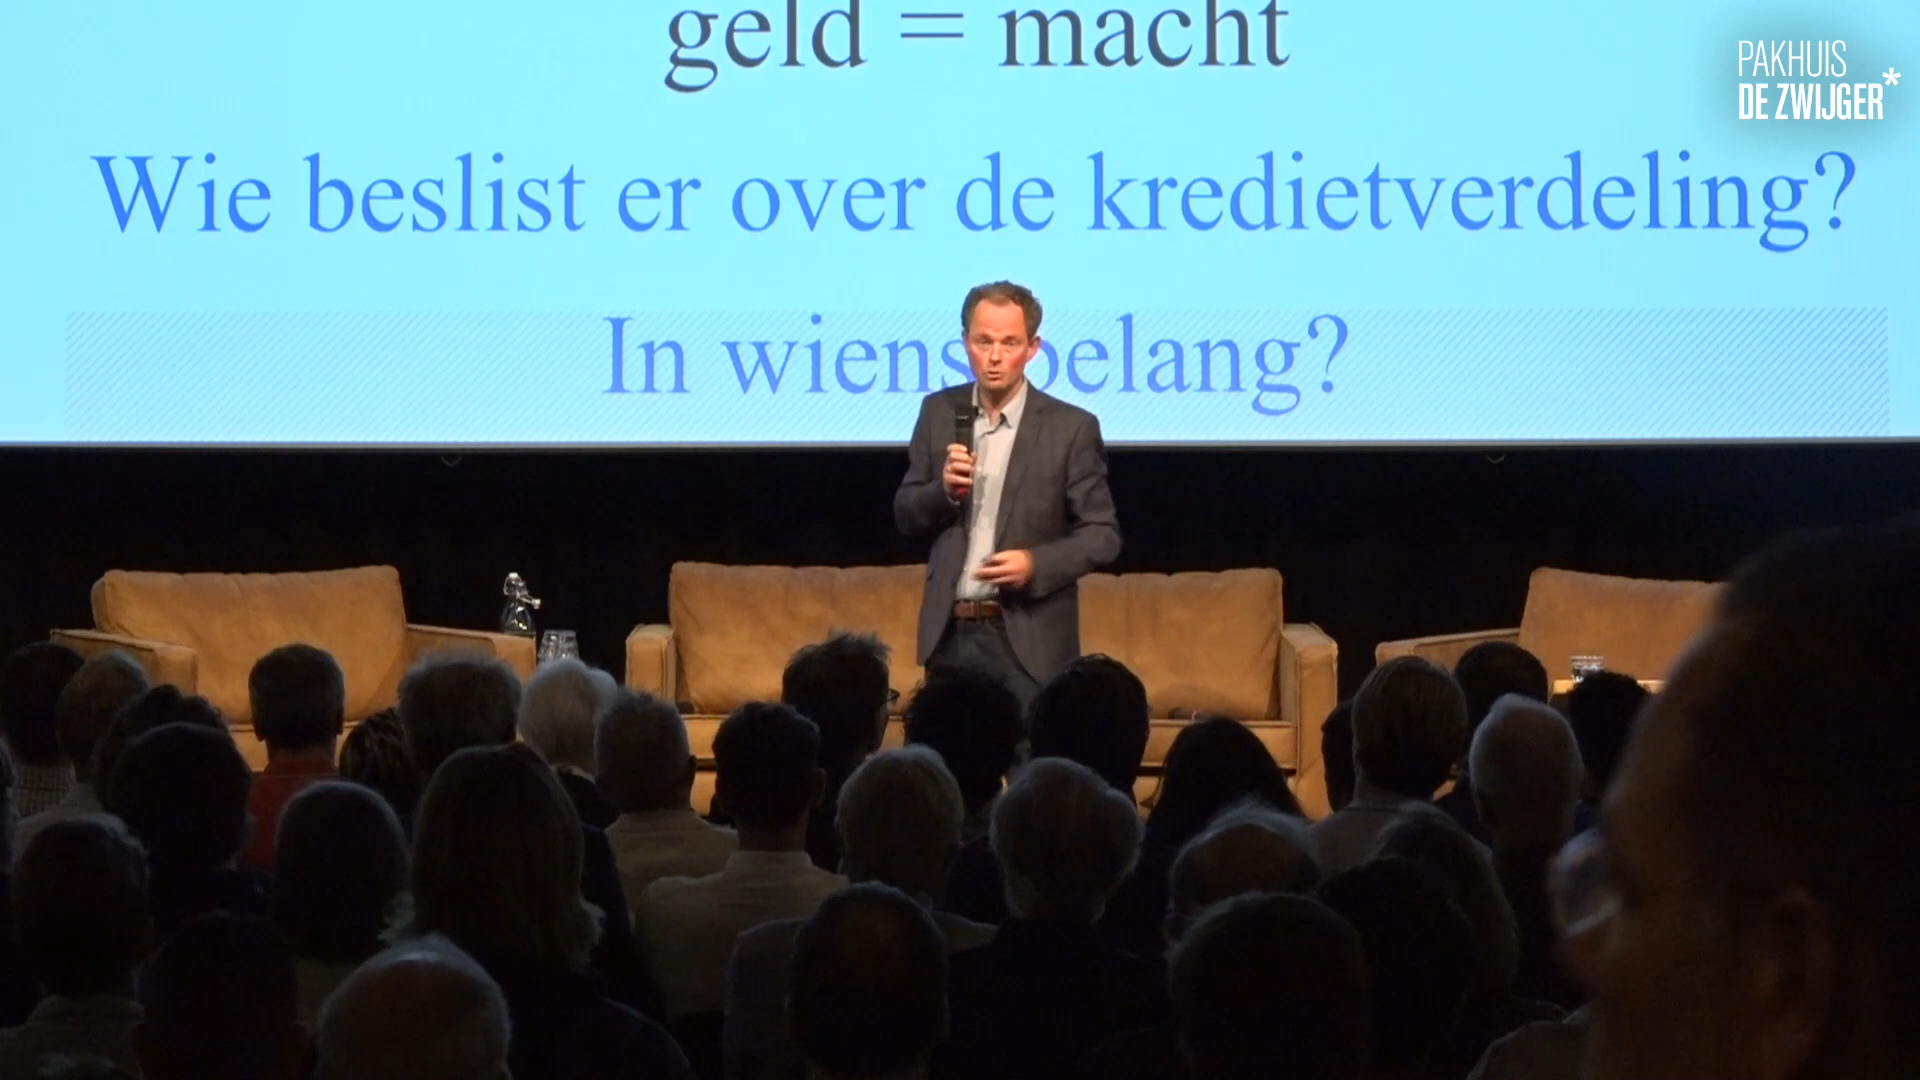 geld = macht
Wie beslist er over de kredietverdeling?
In wiens belang?
PAKHUIS
DE ZWIJGER*